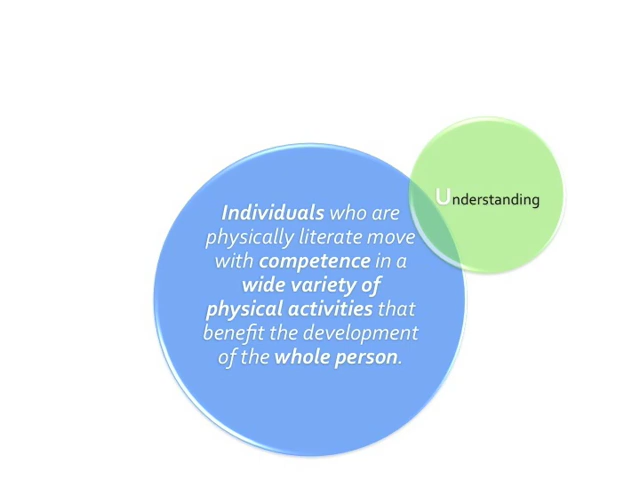 Individuals who are
physically literate move
with competence in a
wide variety of
physical activities that
benefit the development
of the whole person.
Understanding